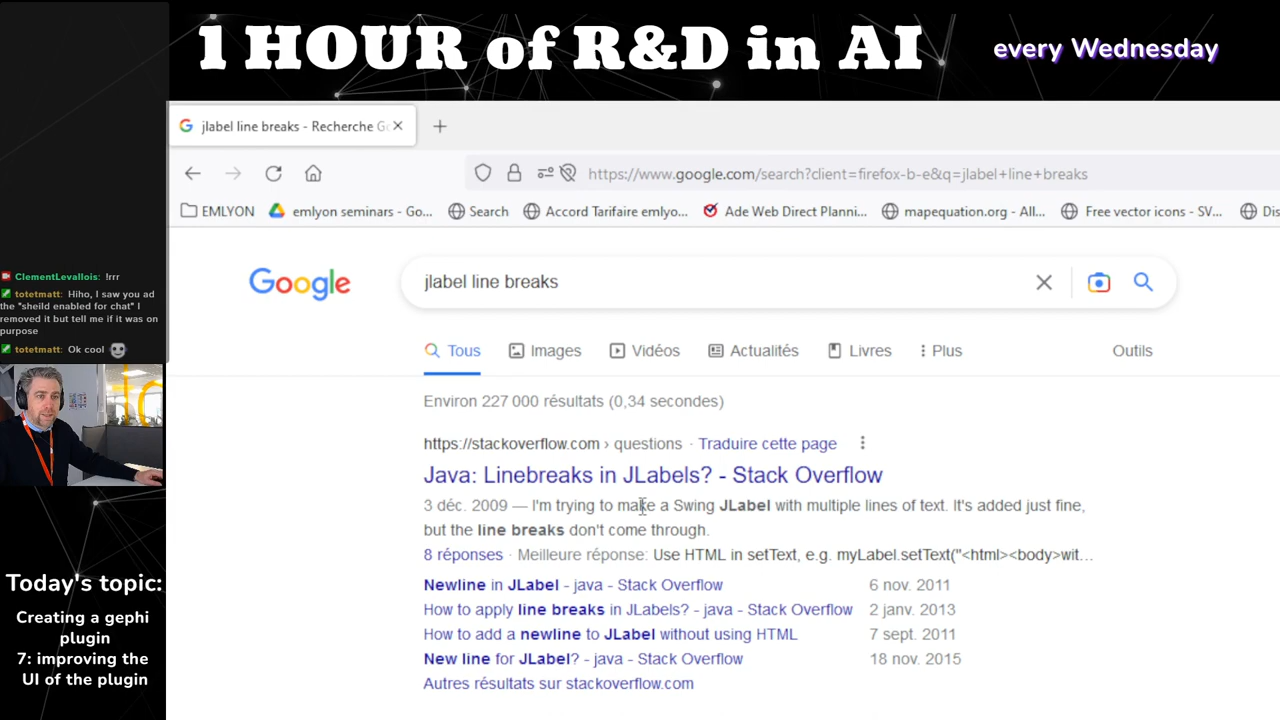 1 HOUR of R&D in AI
every Wednesday
jlabel line breaks - Recherche Go
https://www.google.com/search?client=firefox-b-e&q=jlabel+line+breaks
EMLYON
emlyon seminars - Go...
Search
Accord Tarifaire emlyo...
Ade Web Direct Planni...
mapequation.org - All...
Free vector icons - SV...
Dis
ClementLevallois: !rrr
totetmatt: Hiho, I saw you ad
the "sheild enabled for chat" I
removed it but tell me if it was on
purpose
totetmatt: Ok cool
Google
jlabel line breaks
Tous
Images
Vidéos
Actualités
Livres
Plus
Outils
Environ 227 000 résultats (0,34 secondes)
https://stackoverflow.com › questions · Traduire cette page
Java: Linebreaks in JLabels? - Stack Overflow
3 déc. 2009 — I'm trying to make a Swing JLabel with multiple lines of text. It's added just fine,
but the line breaks don't come through.
8 réponses · Meilleure réponse: Use HTML in setText, e.g. myLabel.setText("<html><body>wit...
Newline in JLabel - java - Stack Overflow 6 nov. 2011
How to apply line breaks in JLabels? - java - Stack Overflow 2 janv. 2013
How to add a newline to JLabel without using HTML 7 sept. 2011
New line for JLabel? - java - Stack Overflow 18 nov. 2015
Autres résultats sur stackoverflow.com
Today's topic:
Creating a gephi
plugin
7: improving the
UI of the plugin